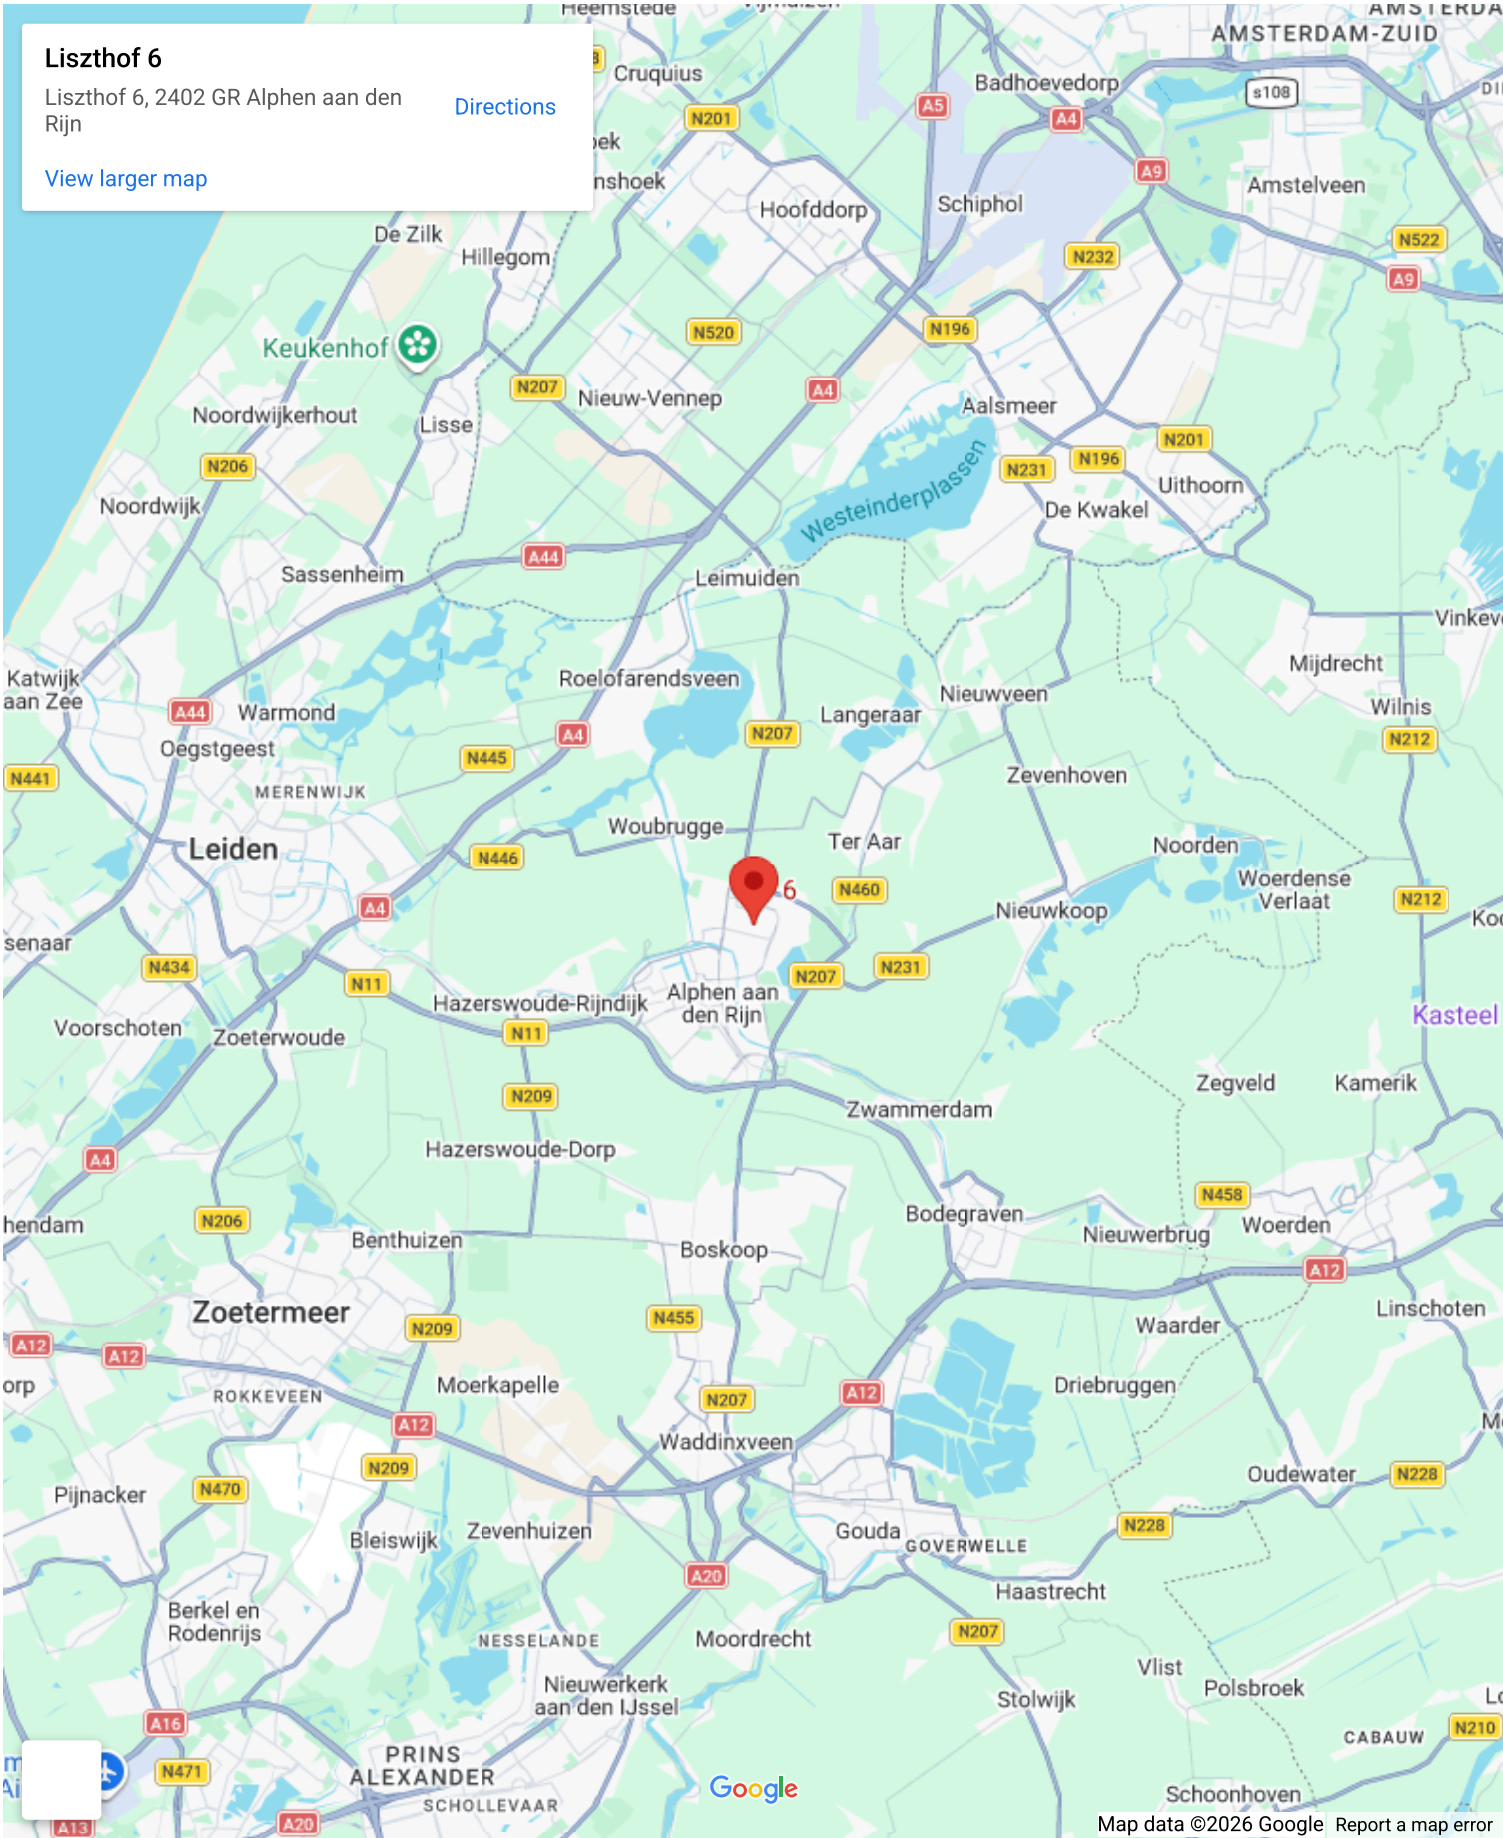 Liszthof 6
Liszthof 6, 2402 GR Alphen aan den
Rijn
Directions
View larger map
Heemstede
AMSTERDAM-ZUID
Cruquius
Badhoevedorp
s108
A5
N201
A4
A9
nshoek
Amstelveen
Schiphol
Hoofddorp
De Zilk
N522
Hillegom
N232
A9
N520
N196
Keukenhof
N207
A4
Nieuw-Vennep
Aalsmeer
Noordwijkerhout
Lisse
N201
N206
N231
N196
Westeinderplassen
Uithoorn
Noordwijk
De Kwakel
A44
Sassenheim
Leimuiden
Vinkev
Mijdrecht
Katwijk
aan Zee
Roelofarendsveen
Nieuwveen
A44
Warmond
Langeraar
Wilnis
A4
N207
N212
Oegstgeest
N445
N441
Zevenhoven
MERENWIJK
Woubrugge
Ter Aar
Noorden
Leiden
N446
Woerdense
Verlaat
6
N460
N212
A4
Nieuwkoop
Koc
senaar
N434
N231
N207
N11
Alphen aan
den Rijn
Hazerswoude-Rijndijk
Kasteel
Voorschoten
N11
Zoeterwoude
Zegveld
Kamerik
N209
Zwammerdam
Hazerswoude-Dorp
A4
N458
Bodegraven
N206
hendam
Woerden
Nieuwerbrug
Benthuizen
Boskoop
A12
Zoetermeer
Linschoten
N455
N209
Waarder
A12
A12
orp
Moerkapelle
Driebruggen
ROKKEVEEN
A12
N207
A12
Waddinxveen
N209
Oudewater
N228
N470
Pijnacker
N228
Zevenhuizen
Gouda
Bleiswijk
GOVERWELLE
A20
Haastrecht
Berkel en
Rodenrijs
N207
NESSELANDE
Moordrecht
Vlist
Nieuwerkerk
aan den IJssel
Polsbroek
Stolwijk
A16
N210
CABAUW
PRINS
ALEXANDER
N471
Google
Schoonhoven
SCHOLLEVAAR
A20
A13
Map data ©2026 Google
Report a map error